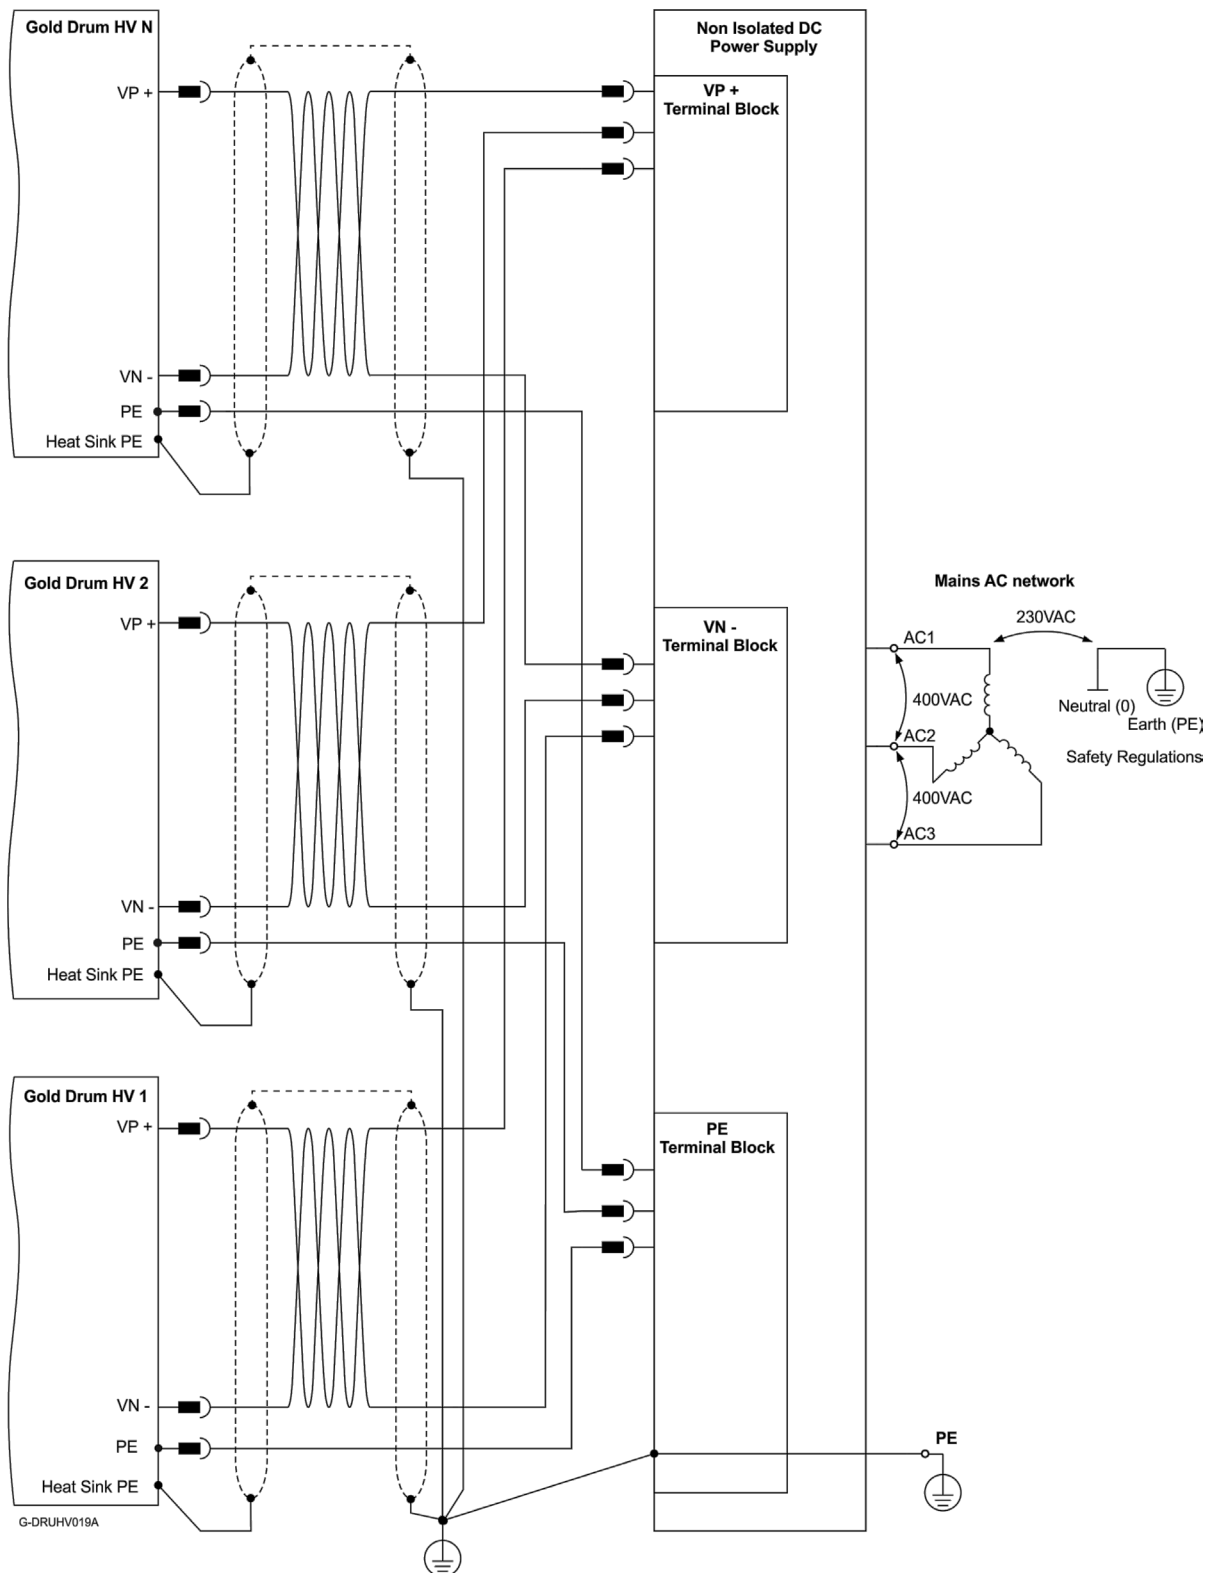 Gold Drum HV N
VP +
VN -
PE
Heat Sink PE
Gold Drum HV 2
VP +
VN -
PE
Heat Sink PE
Gold Drum HV 1
VP +
VN -
PE
Heat Sink PE
G-DRUHV019A
Non Isolated DC
Power Supply
VP +
Terminal Block
VN -
Terminal Block
PE
Terminal Block
Mains AC network
230VAC
AC1
400VAC
AC2
400VAC
AC3
Neutral (0)
Earth (PE)
Safety Regulations
PE